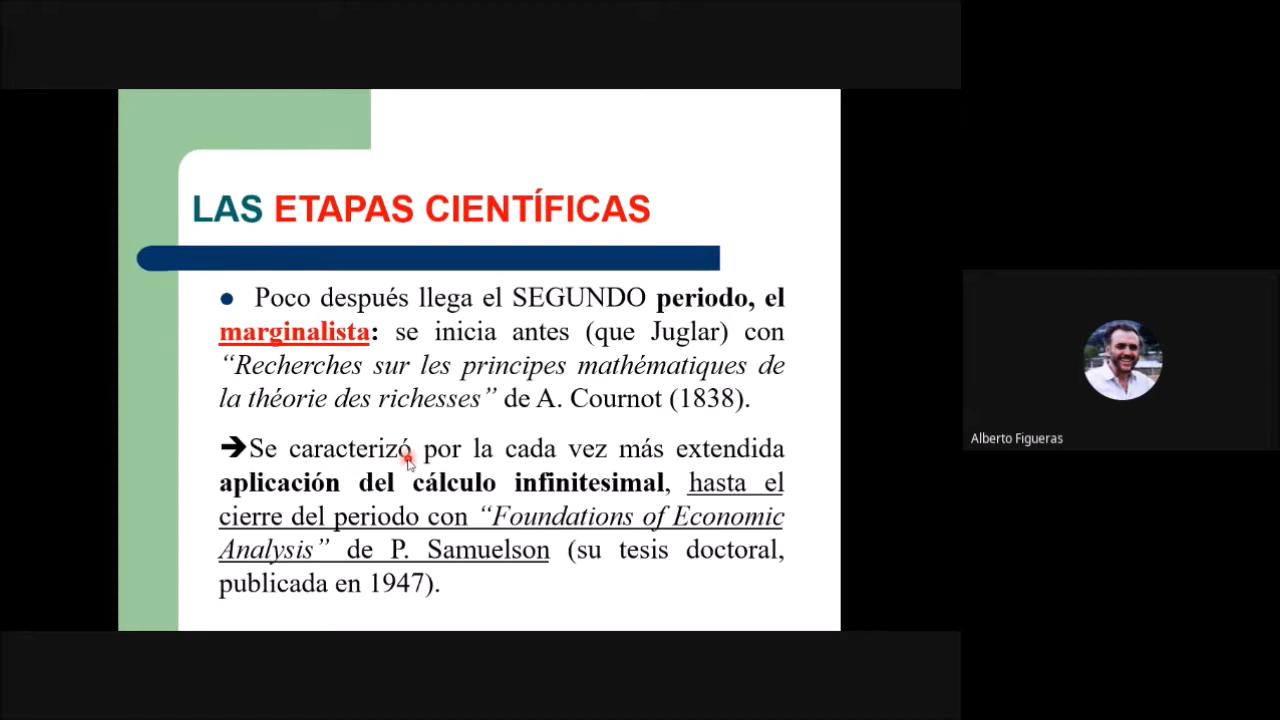 LAS ETAPAS CIENTÍFICAS
● Poco después llega el SEGUNDO periodo, el
marginalista: se inicia antes (que Juglar) con
“Recherches sur les principes mathématiques de
la théorie des richesses” de A. Cournot (1838).
➔Se caracterizó por la cada vez más extendida
aplicación del cálculo infinitesimal, hasta el
cierre del periodo con “Foundations of Economic
Analysis” de P. Samuelson (su tesis doctoral,
publicada en 1947).
Alberto Figueras